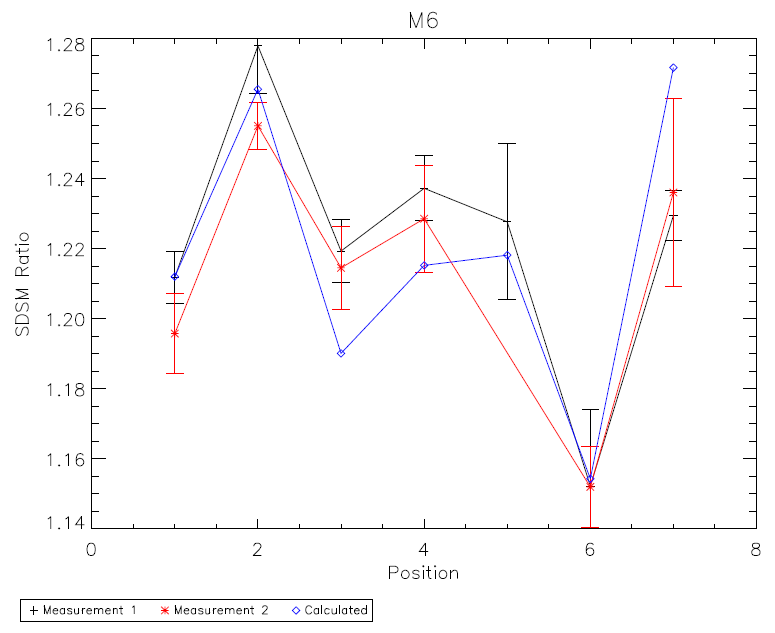 M6
1.28
1.26
1.24
1.22
1.20
1.18
1.16
1.14
SDSM Ratio
0 2 4 6 8
Position
Measurement 1 Measurement 2 Calculated